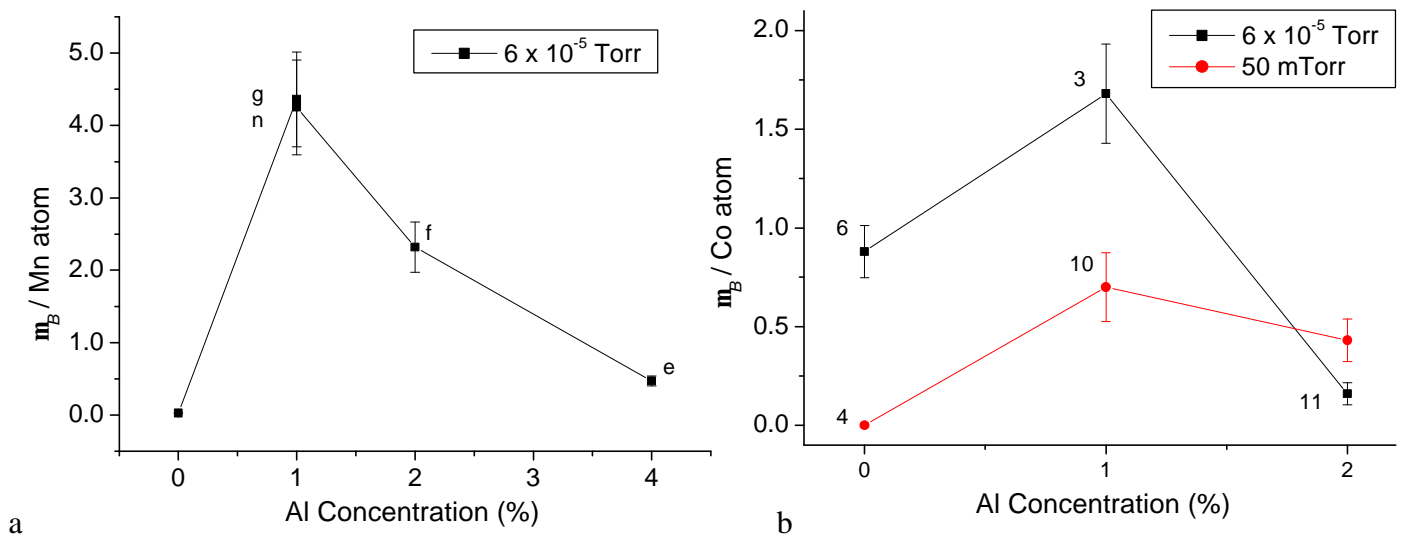 6 x 10-5 Torr
5.0
4.0
3.0
2.0
1.0
0.0
g
n
f
e
mB / Mn atom
0 1 2 3 4
Al Concentration (%)
a
6 x 10-5 Torr
50 mTorr
2.0
1.5
1.0
0.5
0.0
3
6
10
4
11
mB / Co atom
0 1 2
Al Concentration (%)
b